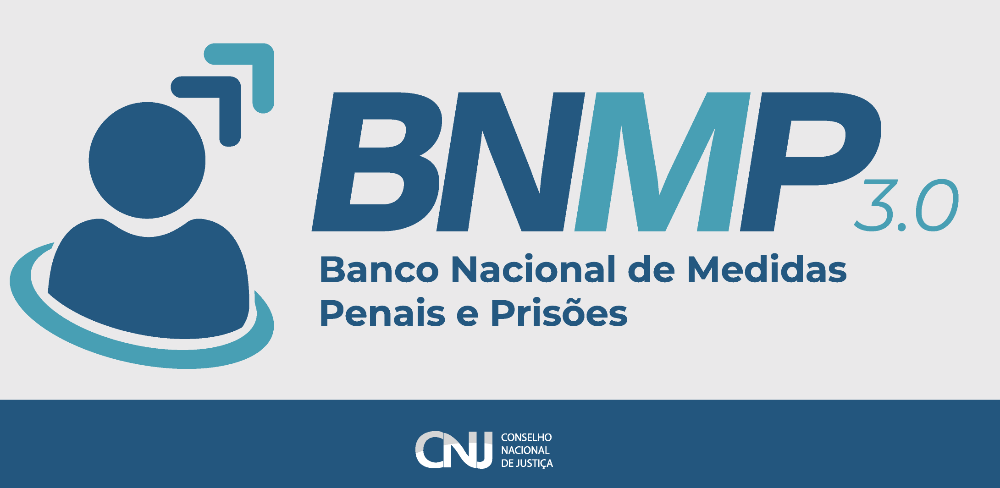 BNMP 3.0
Banco Nacional de Medidas
Penais e Prisões
CNJ
CONSELHO
NACIONAL
DE JUSTIÇA